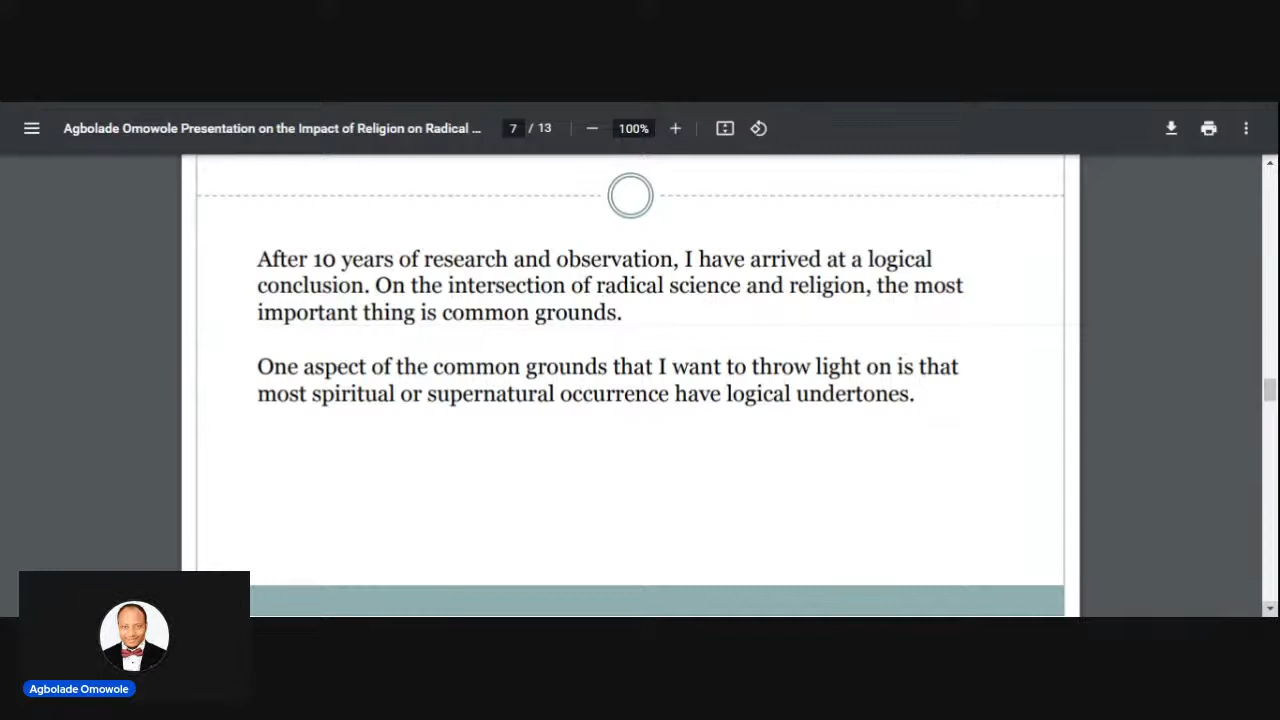 Agbolade Omowole Presentation on the Impact of Religion on Radical ...
7 / 13
100%
After 10 years of research and observation, I have arrived at a logical
conclusion. On the intersection of radical science and religion, the most
important thing is common grounds.
One aspect of the common grounds that I want to throw light on is that
most spiritual or supernatural occurrence have logical undertones.
Agbolade Omowole